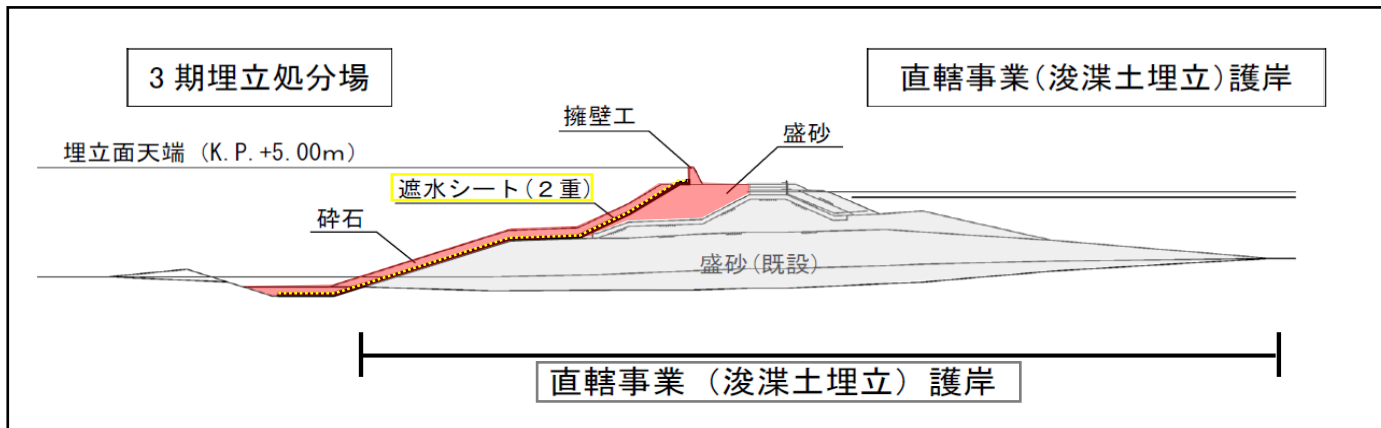 3期埋立処分場
直轄事業(浚渫土埋立)護岸
擁壁工
盛砂
埋立面天端 (K.P.+5.00m)
遮水シート(２重)
砕石
盛砂(既設)
直轄事業（浚渫土埋立）護岸